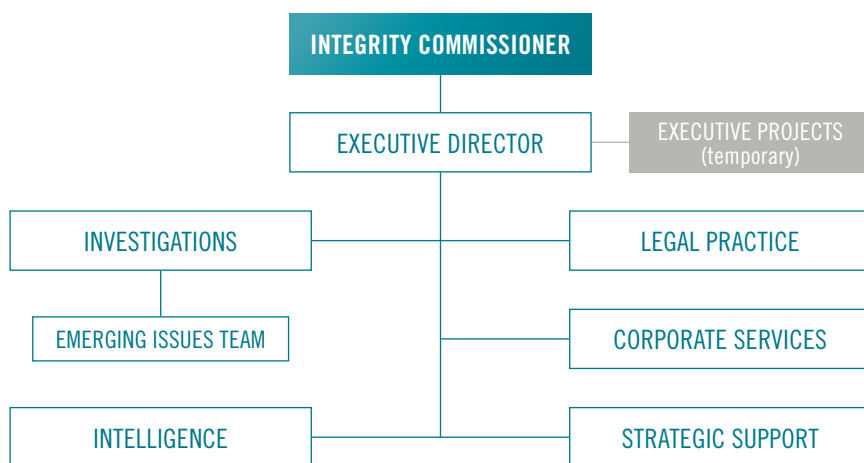 INTEGRITY COMMISSIONER
EXECUTIVE DIRECTOR
EXECUTIVE PROJECTS
(temporary)
INVESTIGATIONS
LEGAL PRACTICE
EMERGING ISSUES TEAM
CORPORATE SERVICES
INTELLIGENCE
STRATEGIC SUPPORT